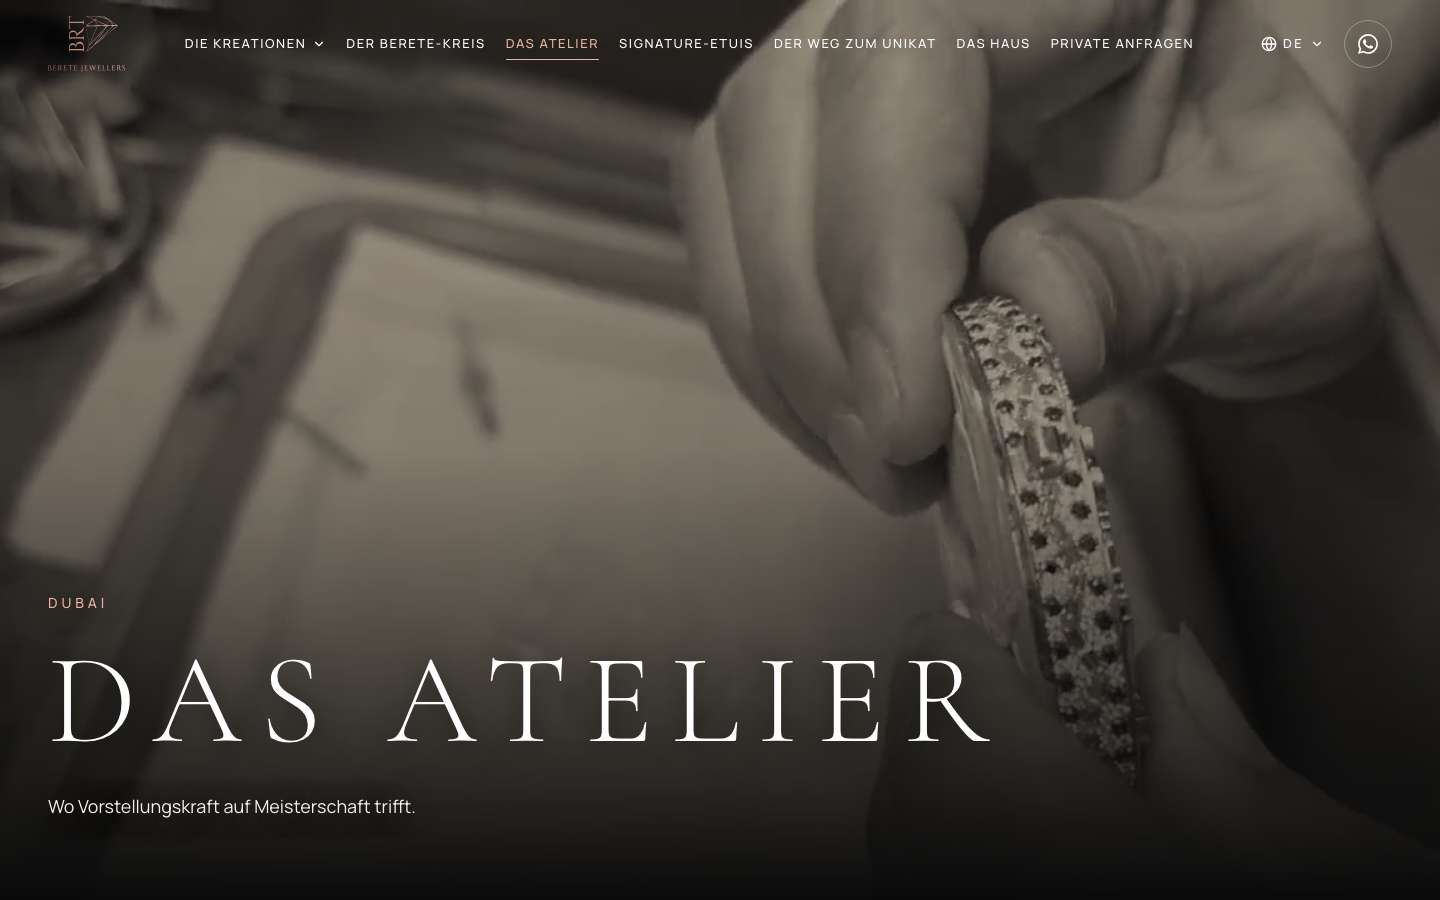 BRT
BERETE JEWELLERS
DIE KREATIONEN
DER BERETE-KREIS
DAS ATELIER
SIGNATURE-ETUIS
DER WEG ZUM UNIKAT
DAS HAUS
PRIVATE ANFRAGEN
DE
DUBAI
DAS ATELIER
Wo Vorstellungskraft auf Meisterschaft trifft.